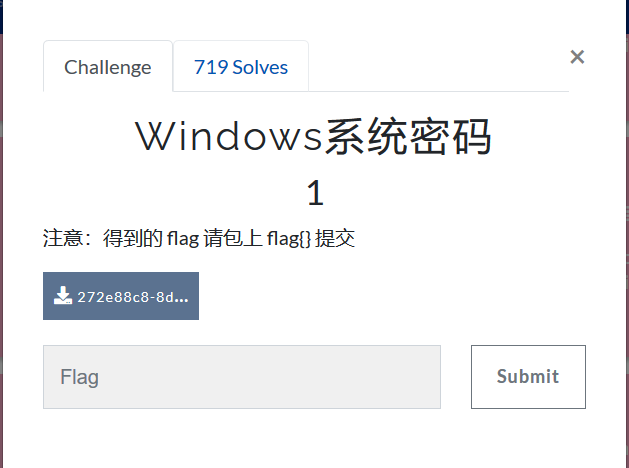 Challenge
719 Solves
×
Windows系统密码
1
注意：得到的 flag 请包上 flag{} 提交
272e88c8-8d...
Flag
Submit